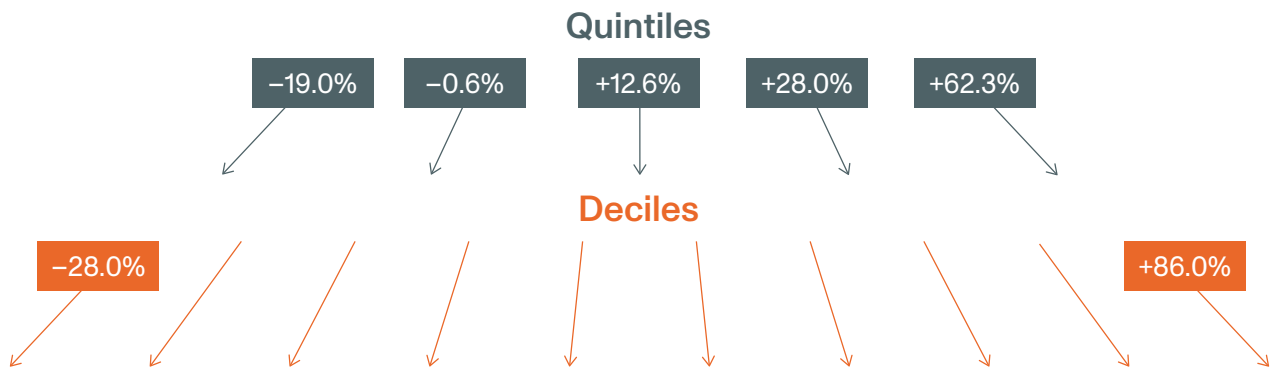 Quintiles
–19.0% –0.6% +12.6% +28.0% +62.3%
Deciles
–28.0% +86.0%